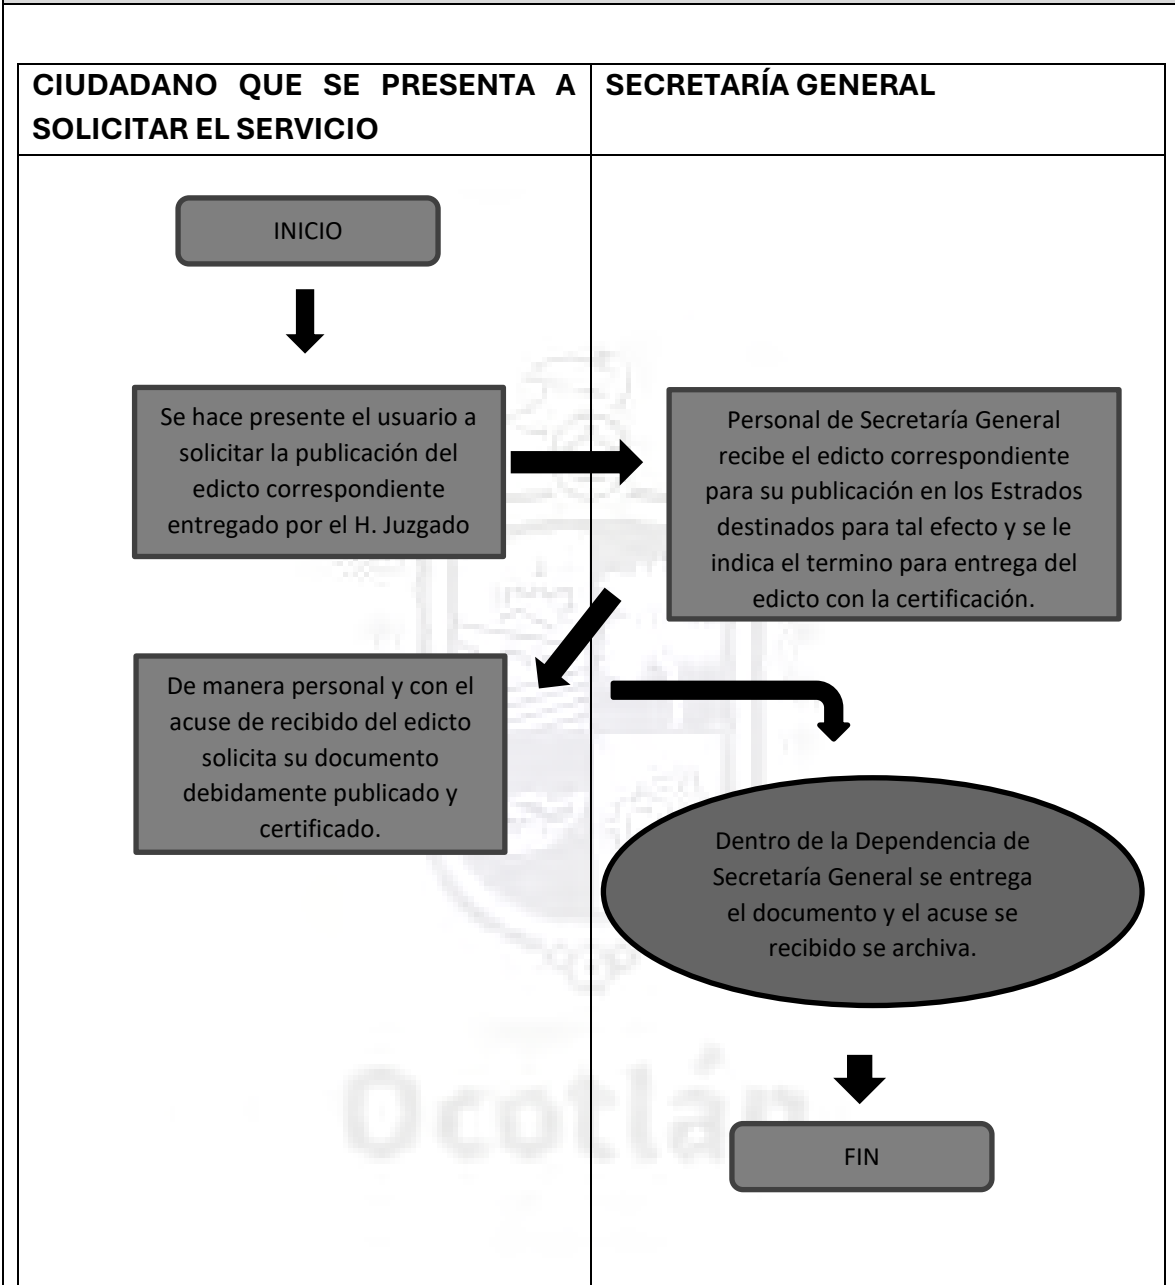 CIUDADANO QUE SE PRESENTA A
SOLICITAR EL SERVICIO
SECRETARÍA GENERAL
INICIO
Se hace presente el usuario a
solicitar la publicación del
edicto correspondiente
entregado por el H. Juzgado
Personal de Secretaría General
recibe el edicto correspondiente
para su publicación en los Estrados
destinados para tal efecto y se le
indica el termino para entrega del
edicto con la certificación.
De manera personal y con el
acuse de recibido del edicto
solicita su documento
debidamente publicado y
certificado.
Dentro de la Dependencia de
Secretaría General se entrega
el documento y el acuse se
recibido se archiva.
FIN
Ocotlán